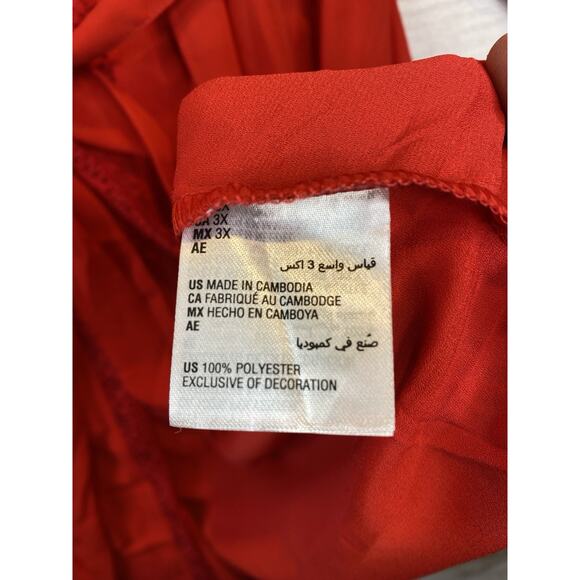 CA 3X
MX 3X
AE
قياس واسع 3 اكس
US MADE IN CAMBODIA
CA FABRIQUÉ AU CAMBODGE
MX HECHO EN CAMBOYA
AE
صنّع في كمبوديا
US 100% POLYESTER
EXCLUSIVE OF DECORATION